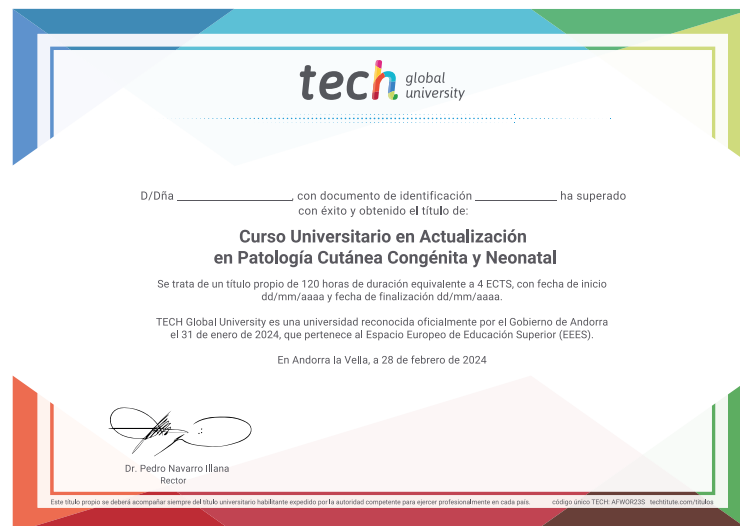 tech global university
D/Dña ____________________, con documento de identificación ______________ ha superado
con éxito y obtenido el título de:
Curso Universitario en Actualización
en Patología Cutánea Congénita y Neonatal
Se trata de un título propio de 120 horas de duración equivalente a 4 ECTS, con fecha de inicio
dd/mm/aaaa y fecha de finalización dd/mm/aaaa.
TECH Global University es una universidad reconocida oficialmente por el Gobierno de Andorra
el 31 de enero de 2024, que pertenece al Espacio Europeo de Educación Superior (EEES).
En Andorra la Vella, a 28 de febrero de 2024
Dr. Pedro Navarro Illana
Rector
Este título propio se deberá acompañar siempre del título universitario habilitante expedido por la autoridad competente para ejercer profesionalmente en cada país. código único TECH: AFWOR23S techtitute.com/titulos